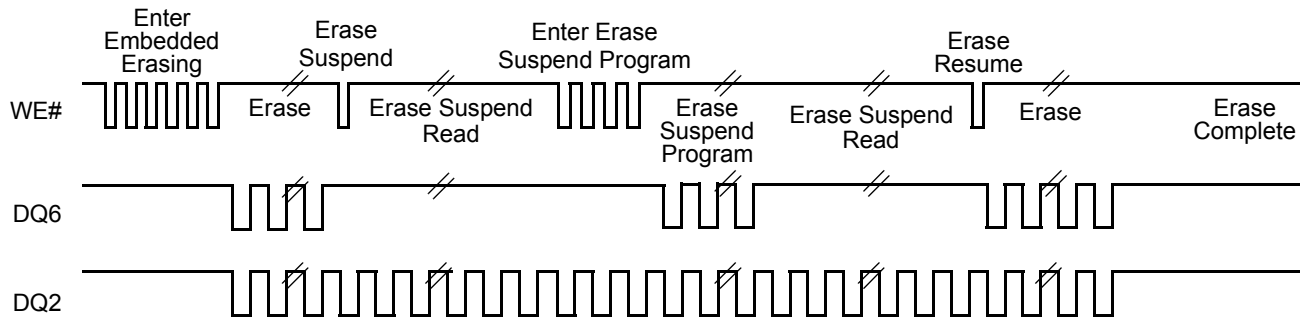 Enter
Embedded
Erasing
Erase
Suspend
Enter Erase
Suspend Program
Erase
Resume
WE#
Erase
Erase Suspend
Read
Erase
Suspend
Program
Erase Suspend
Read
Erase
Erase
Complete
DQ6
DQ2